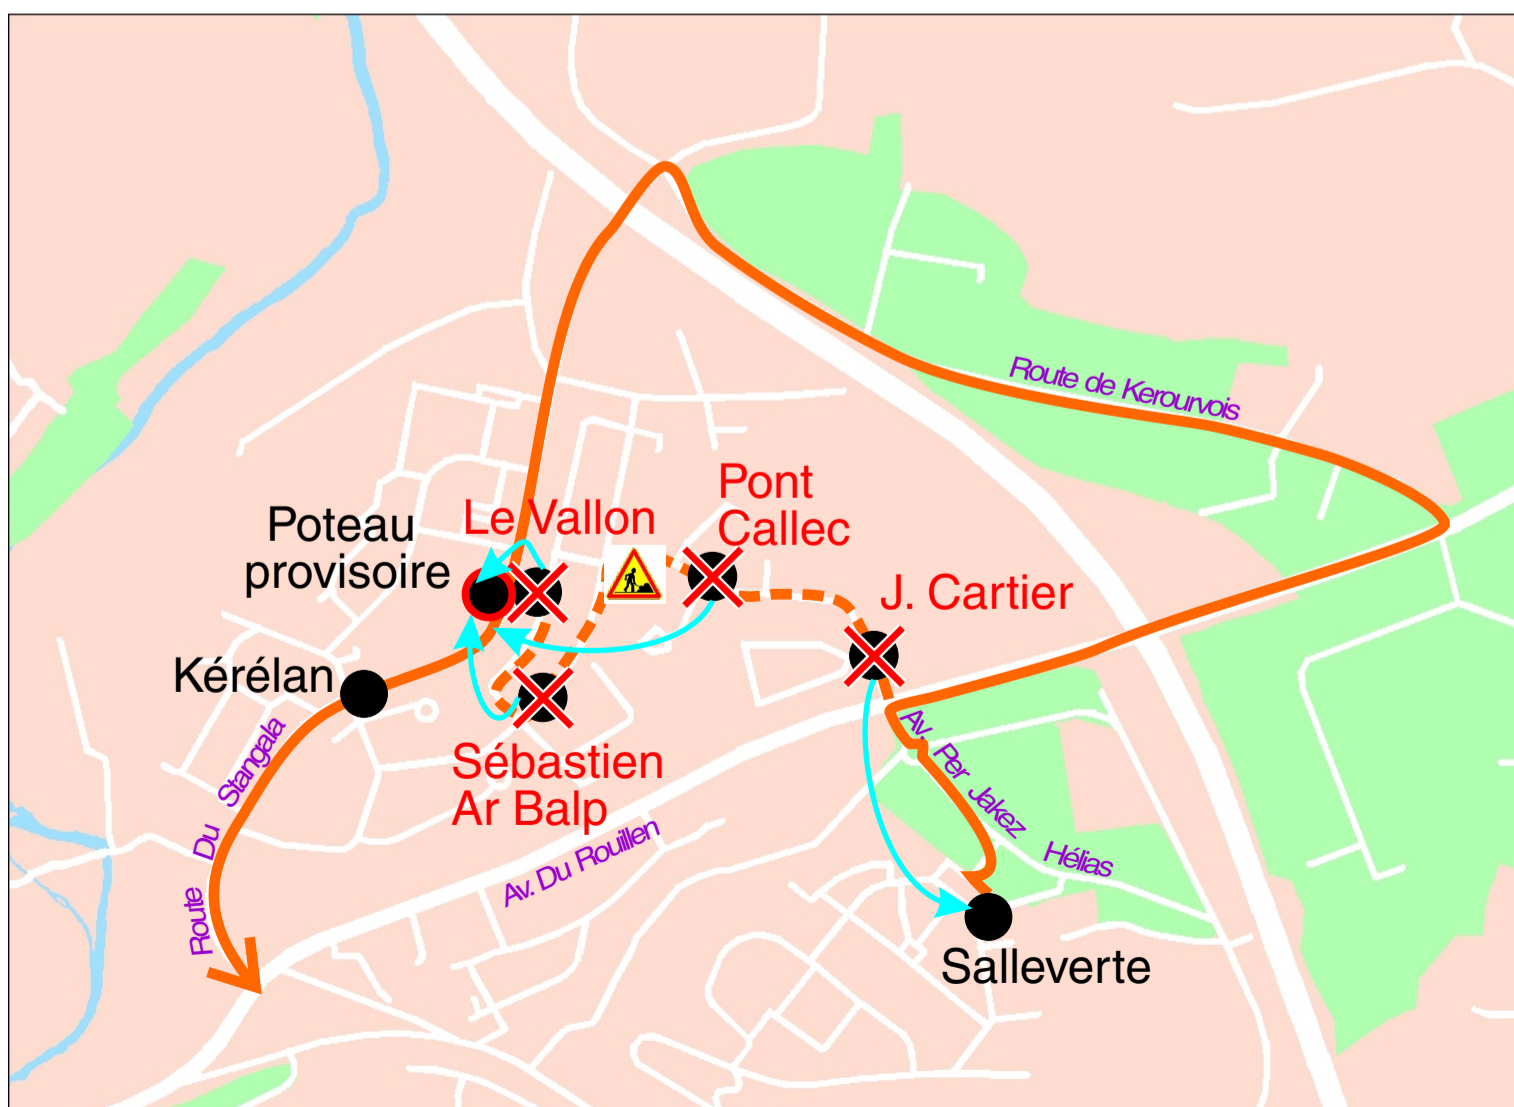 Route de Kerourvois
Pont
Callec
Le Vallon
Poteau
provisoire
J. Cartier
Kérélan
Av. Per Jakez Hélias
Route Du Stangala
Sébastien
Ar Balp
Av. Du Rouillen
Salleverte